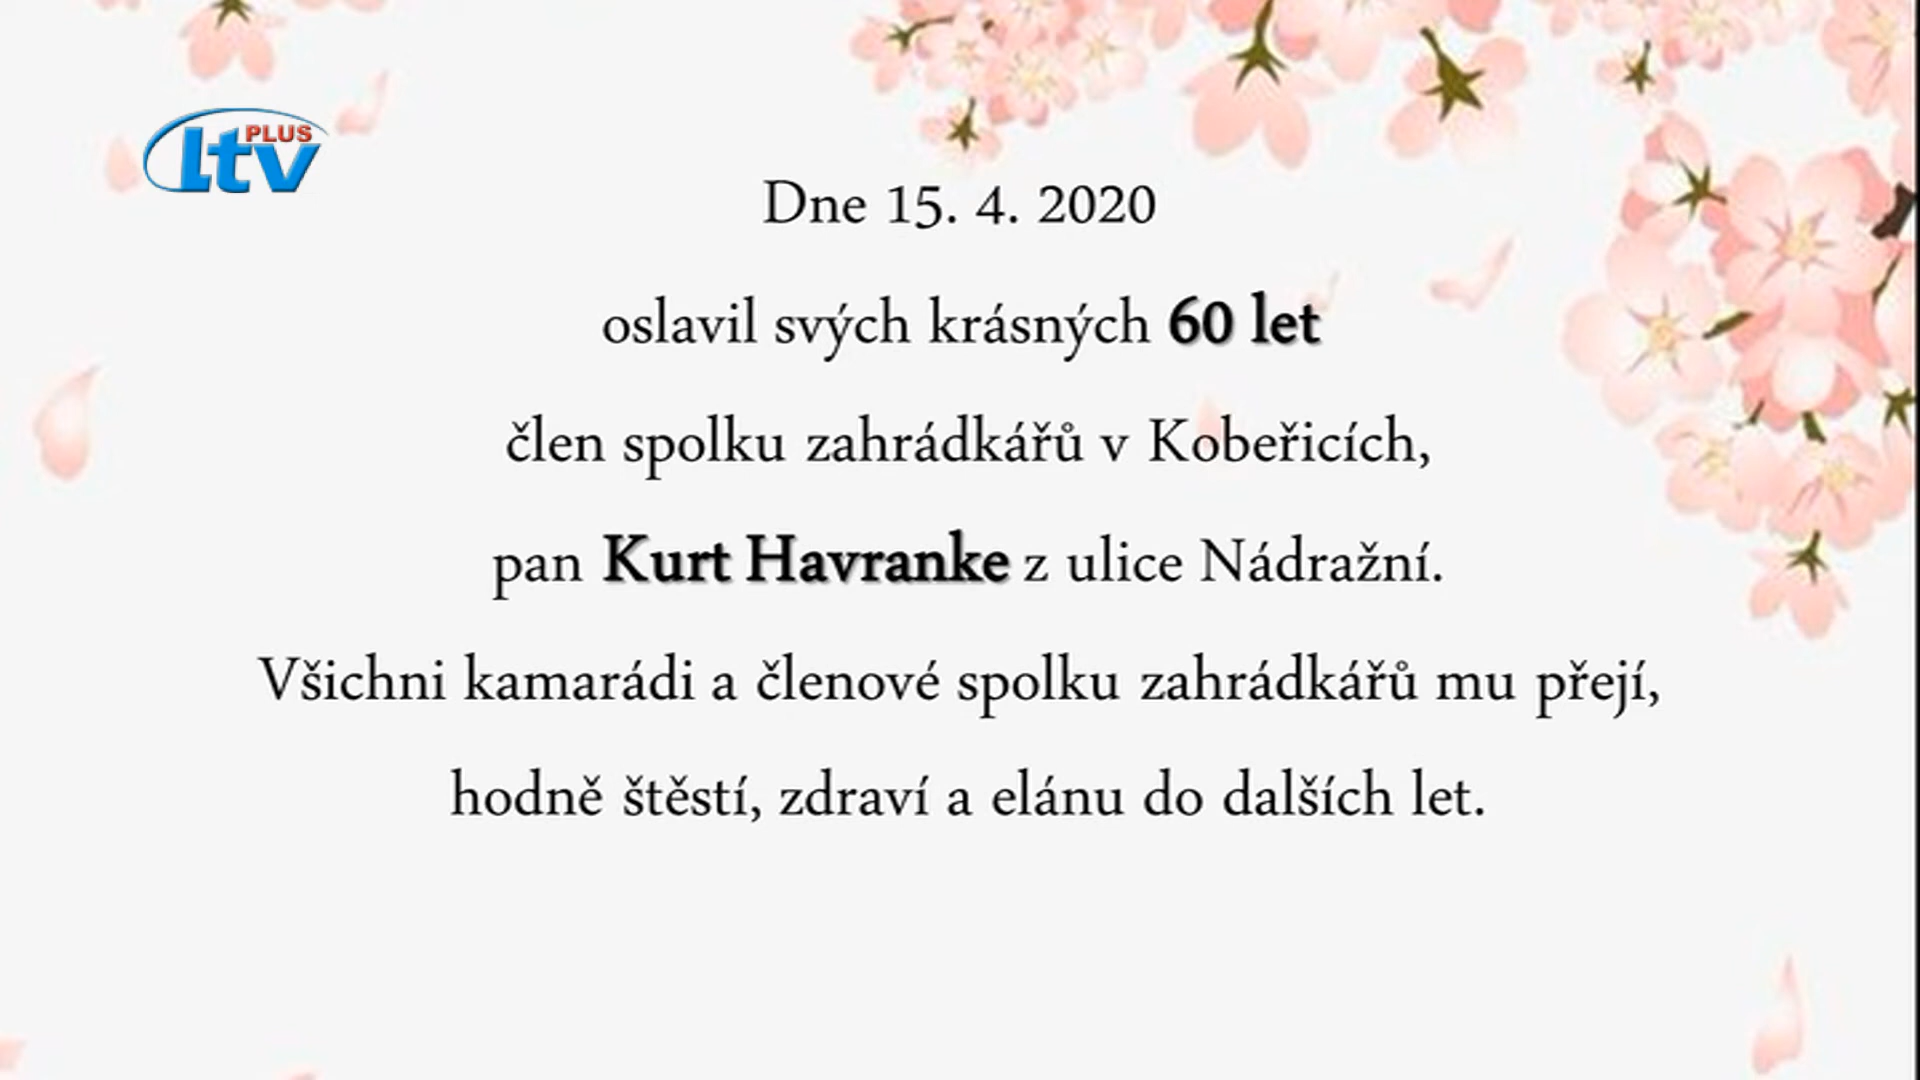 ltv PLUS
Dne 15. 4. 2020
oslavil svých krásných 60 let
člen spolku zahrádkářů v Kobeřicích,
pan Kurt Havranke z ulice Nádražní.
Všichni kamarádi a členové spolku zahrádkářů mu přejí,
hodně štěstí, zdraví a elánu do dalších let.